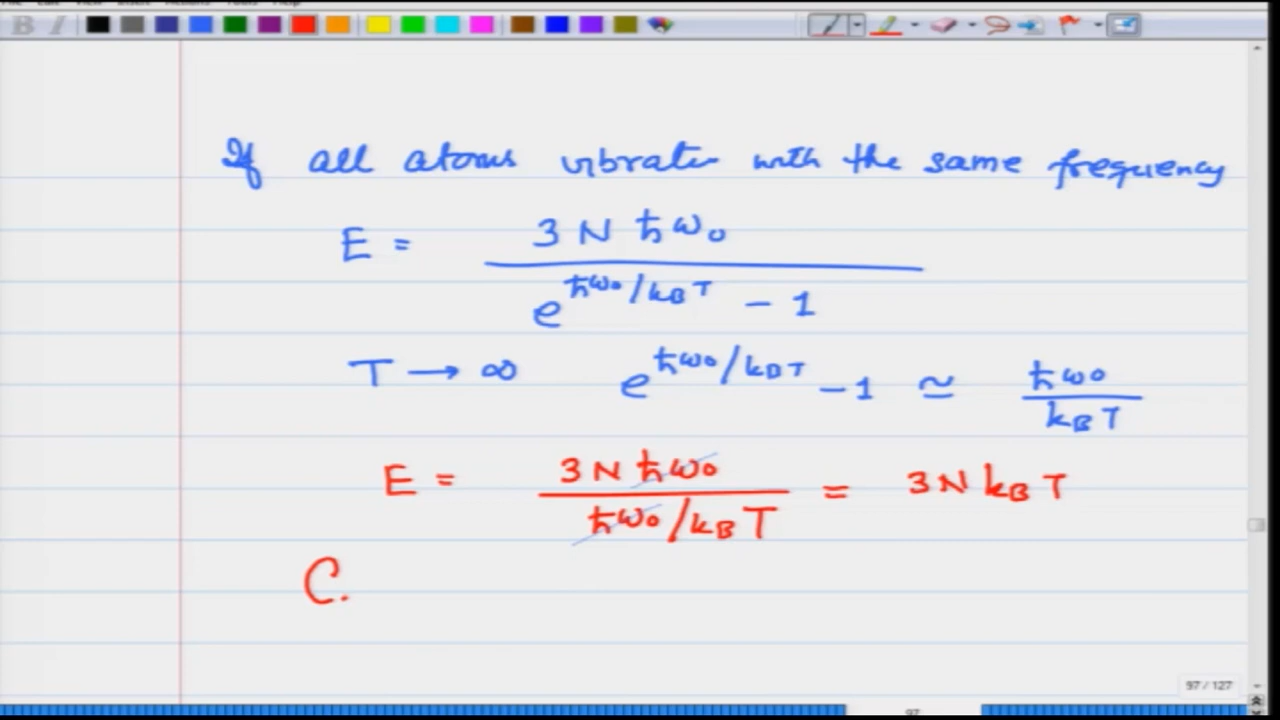 If all atoms vibrate with the same frequency
E = 3 N ħω₀ / (e^(ħω₀/k_B T) - 1)
T → ∞ e^(ħω₀/k_B T) - 1 ≃ ħω₀ / k_B T
E = 3 N ħω₀ / (ħω₀/k_B T) = 3 N k_B T
C
97 / 127
97